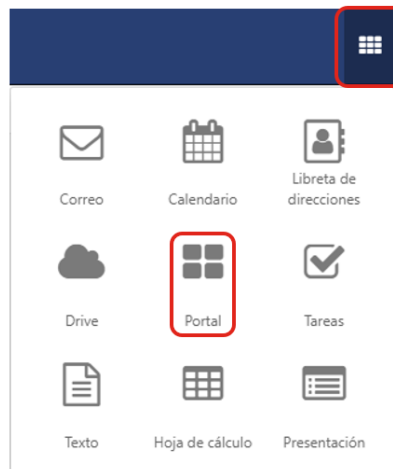 Correo
Calendario
Libreta de
direcciones
Drive
Portal
Tareas
Texto
Hoja de cálculo
Presentación